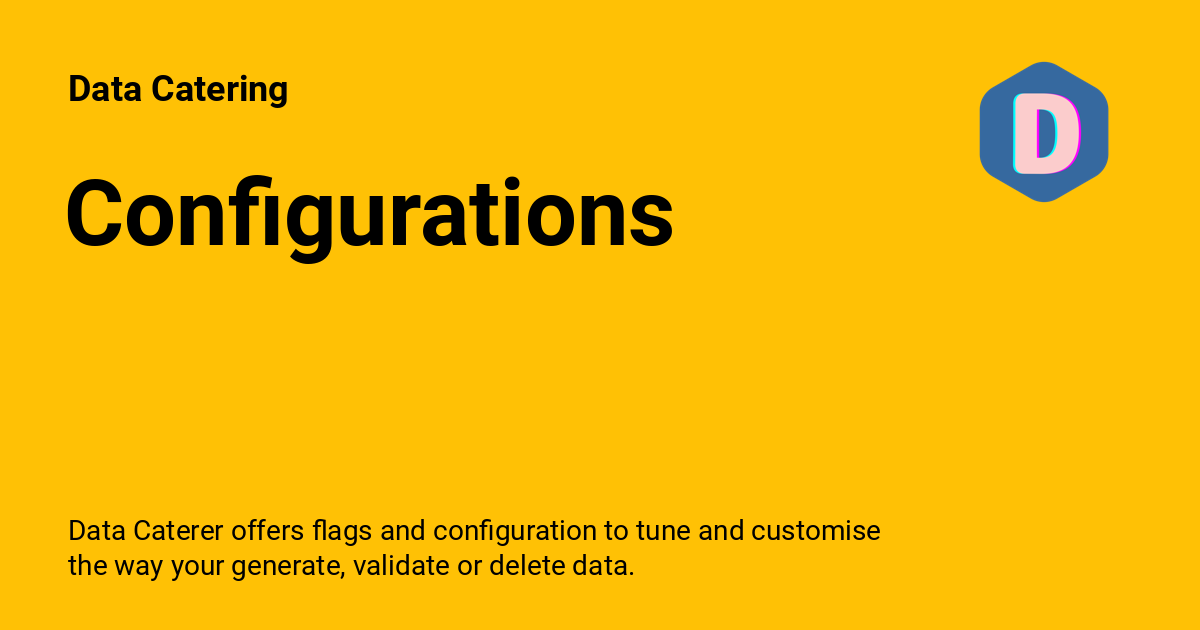 Data Catering
D
Configurations
Data Caterer offers flags and configuration to tune and customise
the way your generate, validate or delete data.